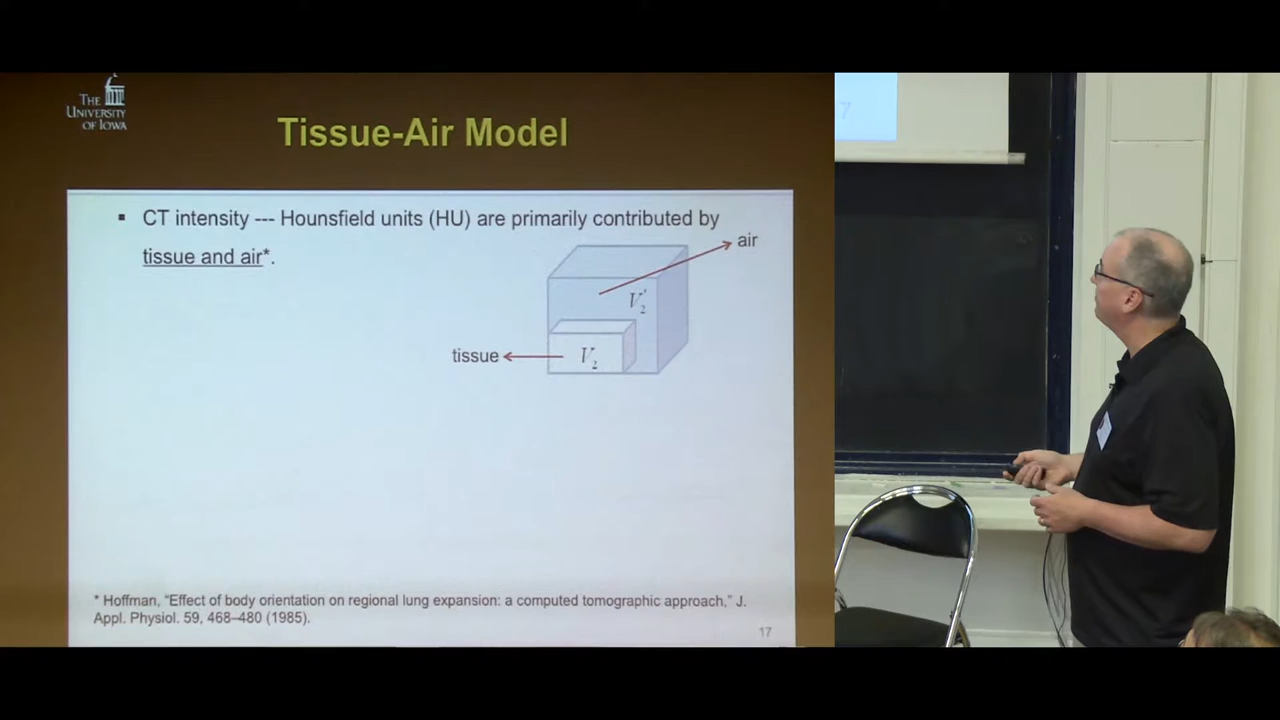 THE
UNIVERSITY
OF IOWA
Tissue-Air Model
▪ CT intensity --- Hounsfield units (HU) are primarily contributed by
tissue and air*.
air
V₂'
tissue
V₂
* Hoffman, “Effect of body orientation on regional lung expansion: a computed tomographic approach,” J.
Appl. Physiol. 59, 468–480 (1985).
17
7